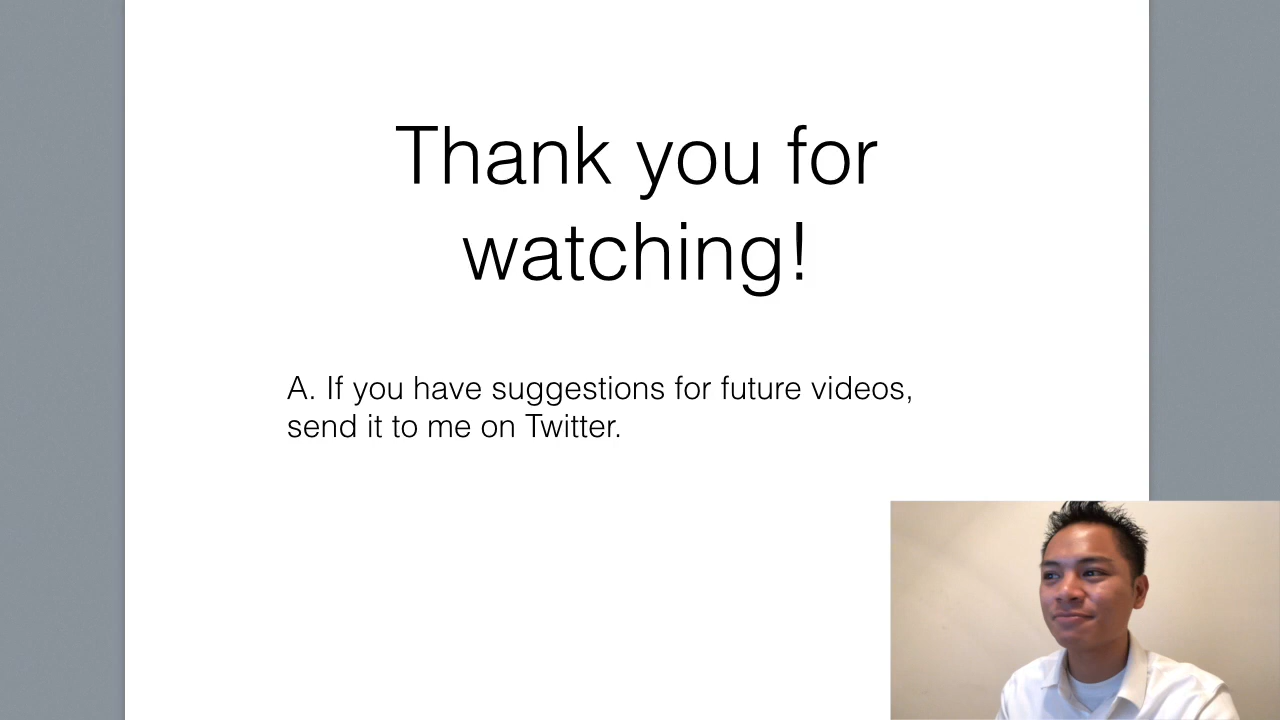 Thank you for
watching!
A. If you have suggestions for future videos,
send it to me on Twitter.